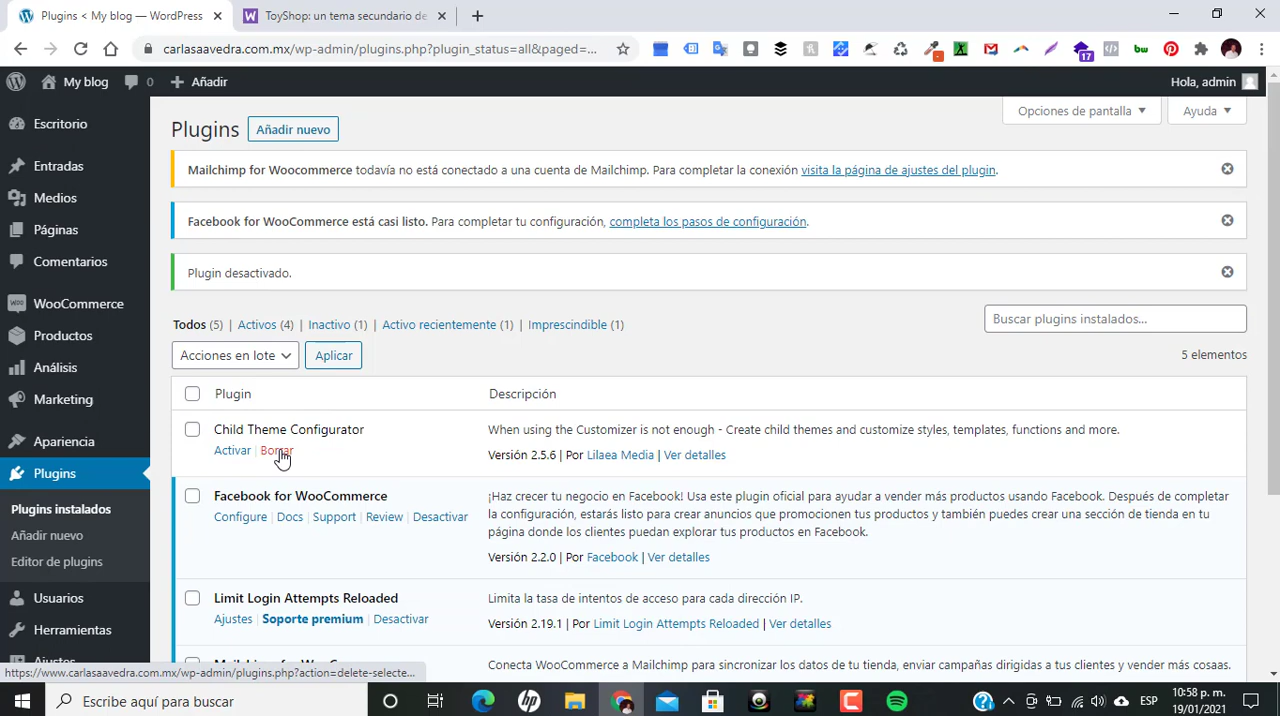 Plugins < My blog — WordPress
ToyShop: un tema secundario de
carlasaavedra.com.mx/wp-admin/plugins.php?plugin_status=all&paged=...
17
bw
My blog
0
Añadir
Hola, admin
Opciones de pantalla
Ayuda
Escritorio
Entradas
Medios
Páginas
Comentarios
WooCommerce
Productos
Análisis
Marketing
Apariencia
Plugins
Plugins instalados
Añadir nuevo
Editor de plugins
Usuarios
Herramientas
Ajustes
Plugins
Añadir nuevo
Mailchimp for Woocommerce todavía no está conectado a una cuenta de Mailchimp. Para completar la conexión visita la página de ajustes del plugin.
Facebook for WooCommerce está casi listo. Para completar tu configuración, completa los pasos de configuración.
Plugin desactivado.
Todos (5) | Activos (4) | Inactivo (1) | Activo recientemente (1) | Imprescindible (1)
Buscar plugins instalados...
Acciones en lote
Aplicar
5 elementos
Plugin
Descripción
Child Theme Configurator
Activar | Borrar
When using the Customizer is not enough - Create child themes and customize styles, templates, functions and more.
Versión 2.5.6 | Por Lilaea Media | Ver detalles
Facebook for WooCommerce
Configure | Docs | Support | Review | Desactivar
¡Haz crecer tu negocio en Facebook! Usa este plugin oficial para ayudar a vender más productos usando Facebook. Después de completar
la configuración, estarás listo para crear anuncios que promocionen tus productos y también puedes crear una sección de tienda en tu
página donde los clientes puedan explorar tus productos en Facebook.
Versión 2.2.0 | Por Facebook | Ver detalles
Limit Login Attempts Reloaded
Ajustes | Soporte premium | Desactivar
Limita la tasa de intentos de acceso para cada dirección IP.
Versión 2.19.1 | Por Limit Login Attempts Reloaded | Ver detalles
Conecta WooCommerce a Mailchimp para sincronizar los datos de tu tienda, enviar campañas dirigidas a tus clientes y vender más cosas.
https://www.carlasaavedra.com.mx/wp-admin/plugins.php?action=delete-selecte...
Escribe aquí para buscar
ESP
10:58 p. m.
19/01/2021